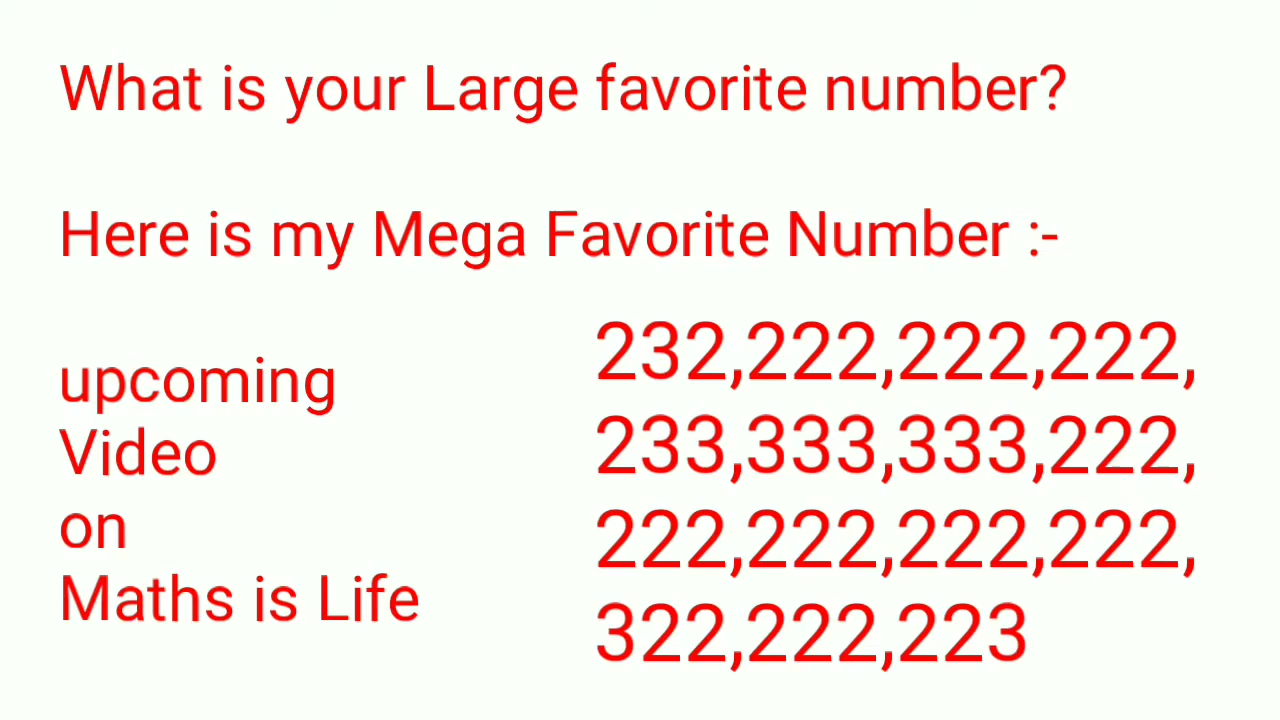 What is your Large favorite number?
Here is my Mega Favorite Number :-
upcoming
Video
on
Maths is Life
232,222,222,222,
233,333,333,222,
222,222,222,222,
322,222,223